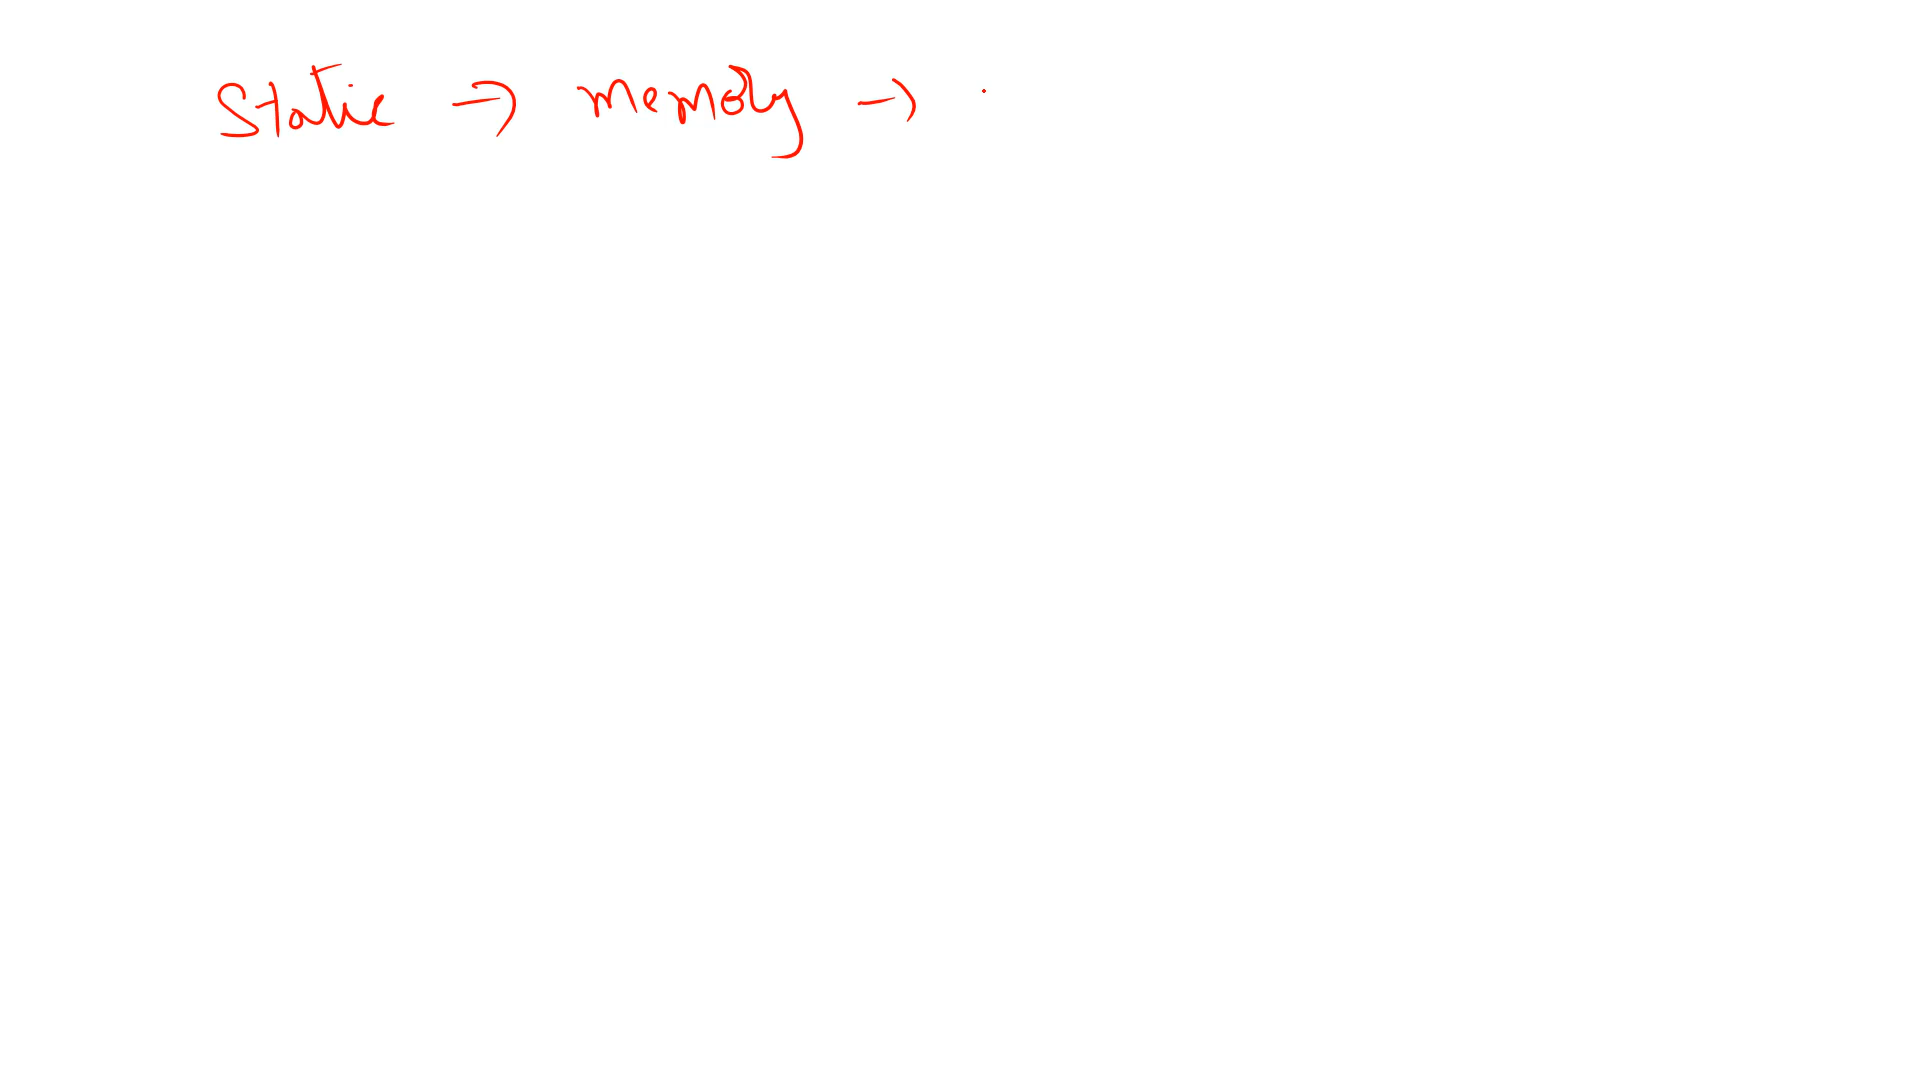 Static → memory →